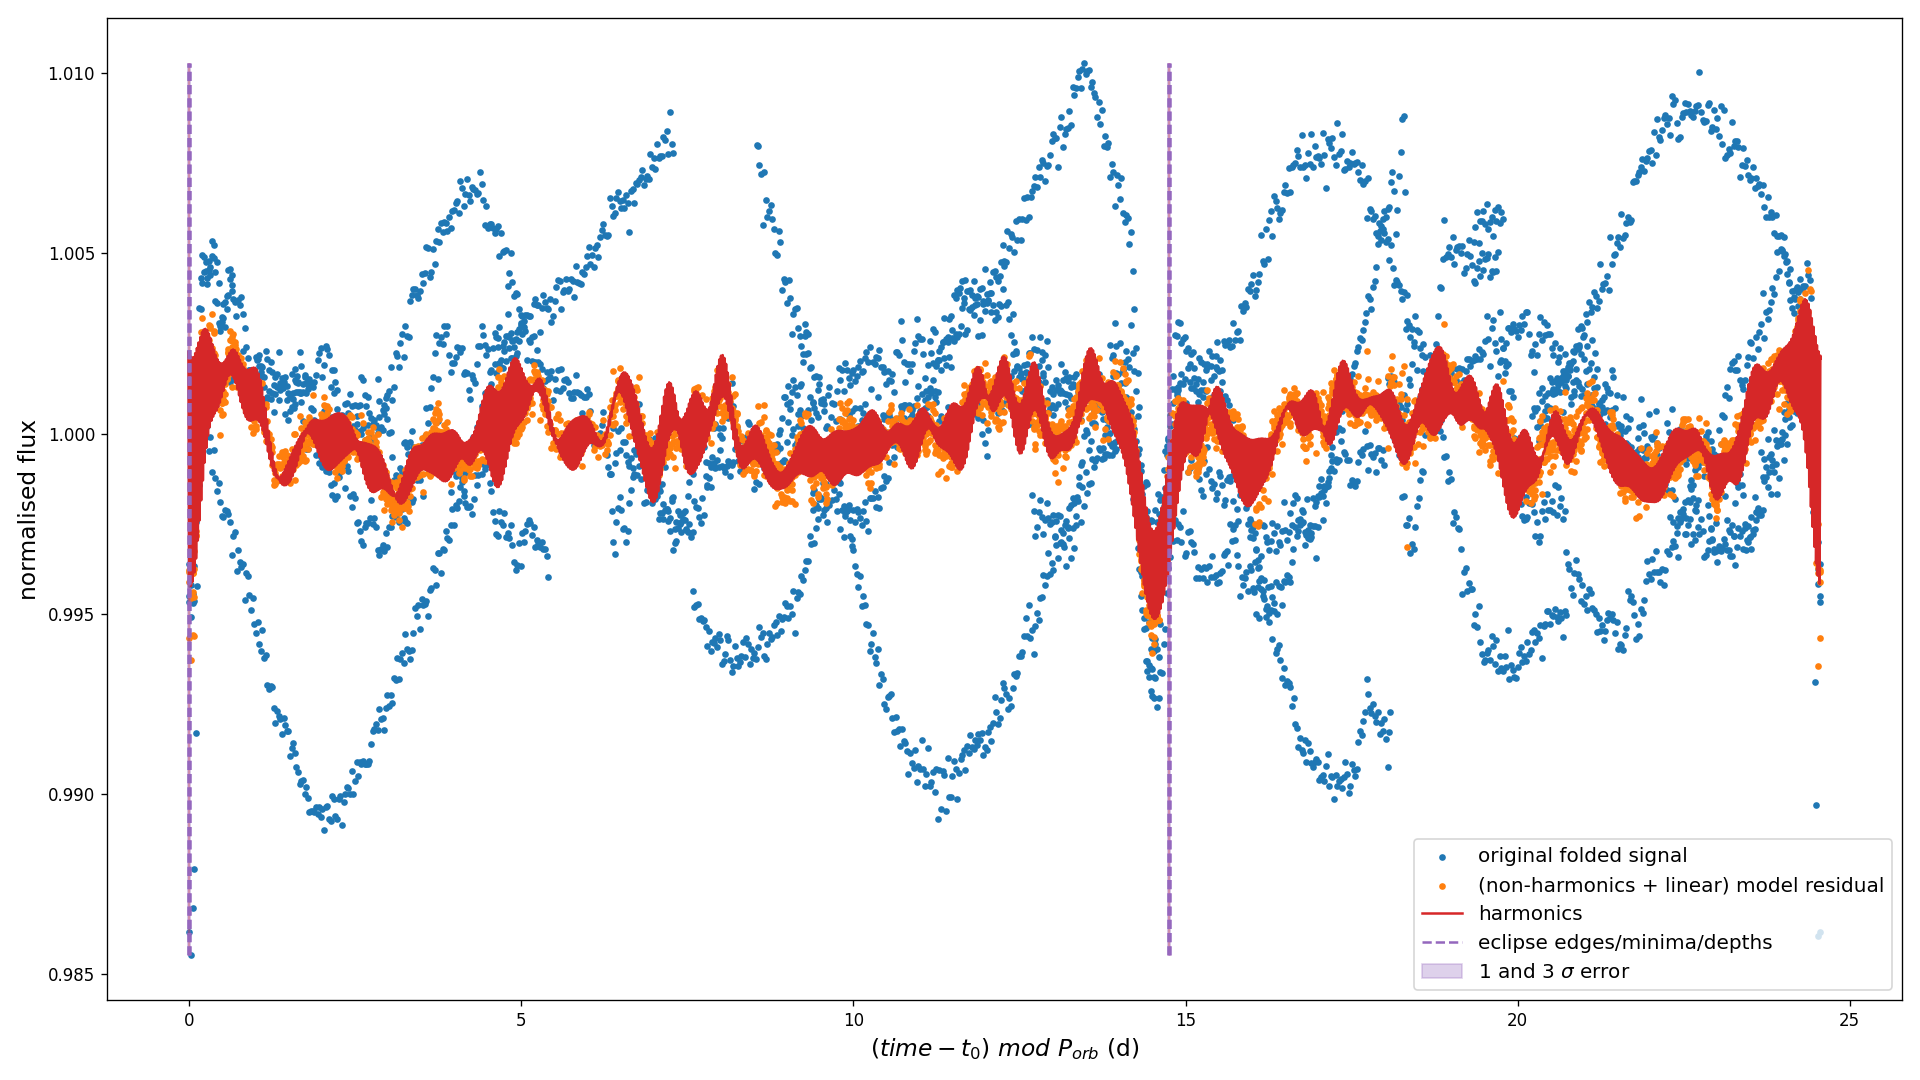 normalised flux
1.010
1.005
1.000
0.995
0.990
0.985
0
5
10
15
20
25
(time − t₀) mod P_orb (d)
original folded signal
(non-harmonics + linear) model residual
harmonics
eclipse edges/minima/depths
1 and 3 σ error